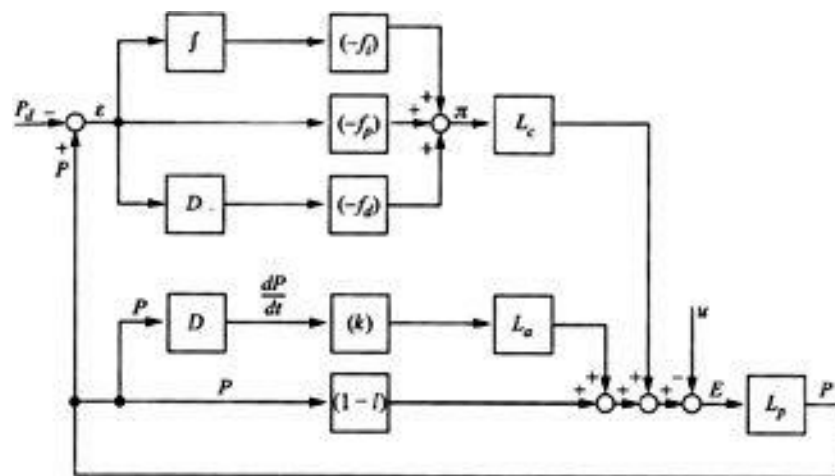 ∫
(−f_i)
+
P_d − ε
+
P
(−f_p)
+ +
π
L_c
D
(−f_d)
P
D
dP/dt
(k)
L_a
u
P
(1 − l)
+ +
+ +
+ −
E
L_p
P